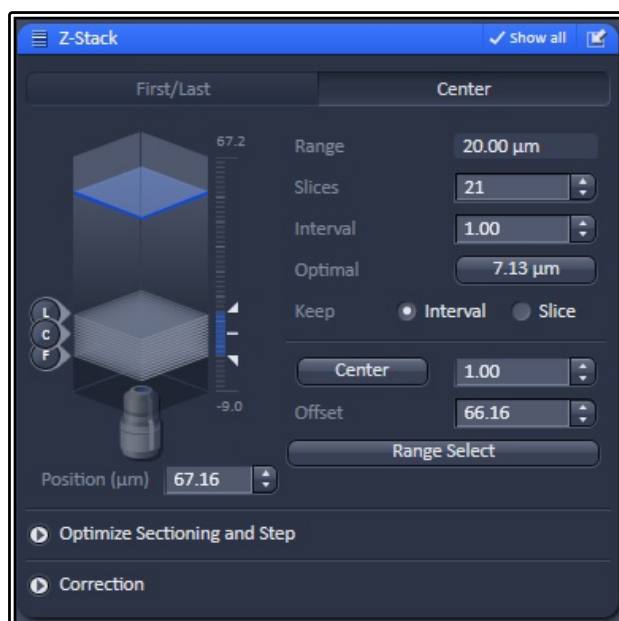 Z-Stack Show all
First/Last Center
67.2
Range 20.00 µm
Slices 21
Interval 1.00
Optimal 7.13 µm
Keep Interval Slice
L
C
F
Center 1.00
-9.0
Offset 66.16
Range Select
Position (µm) 67.16
Optimize Sectioning and Step
Correction